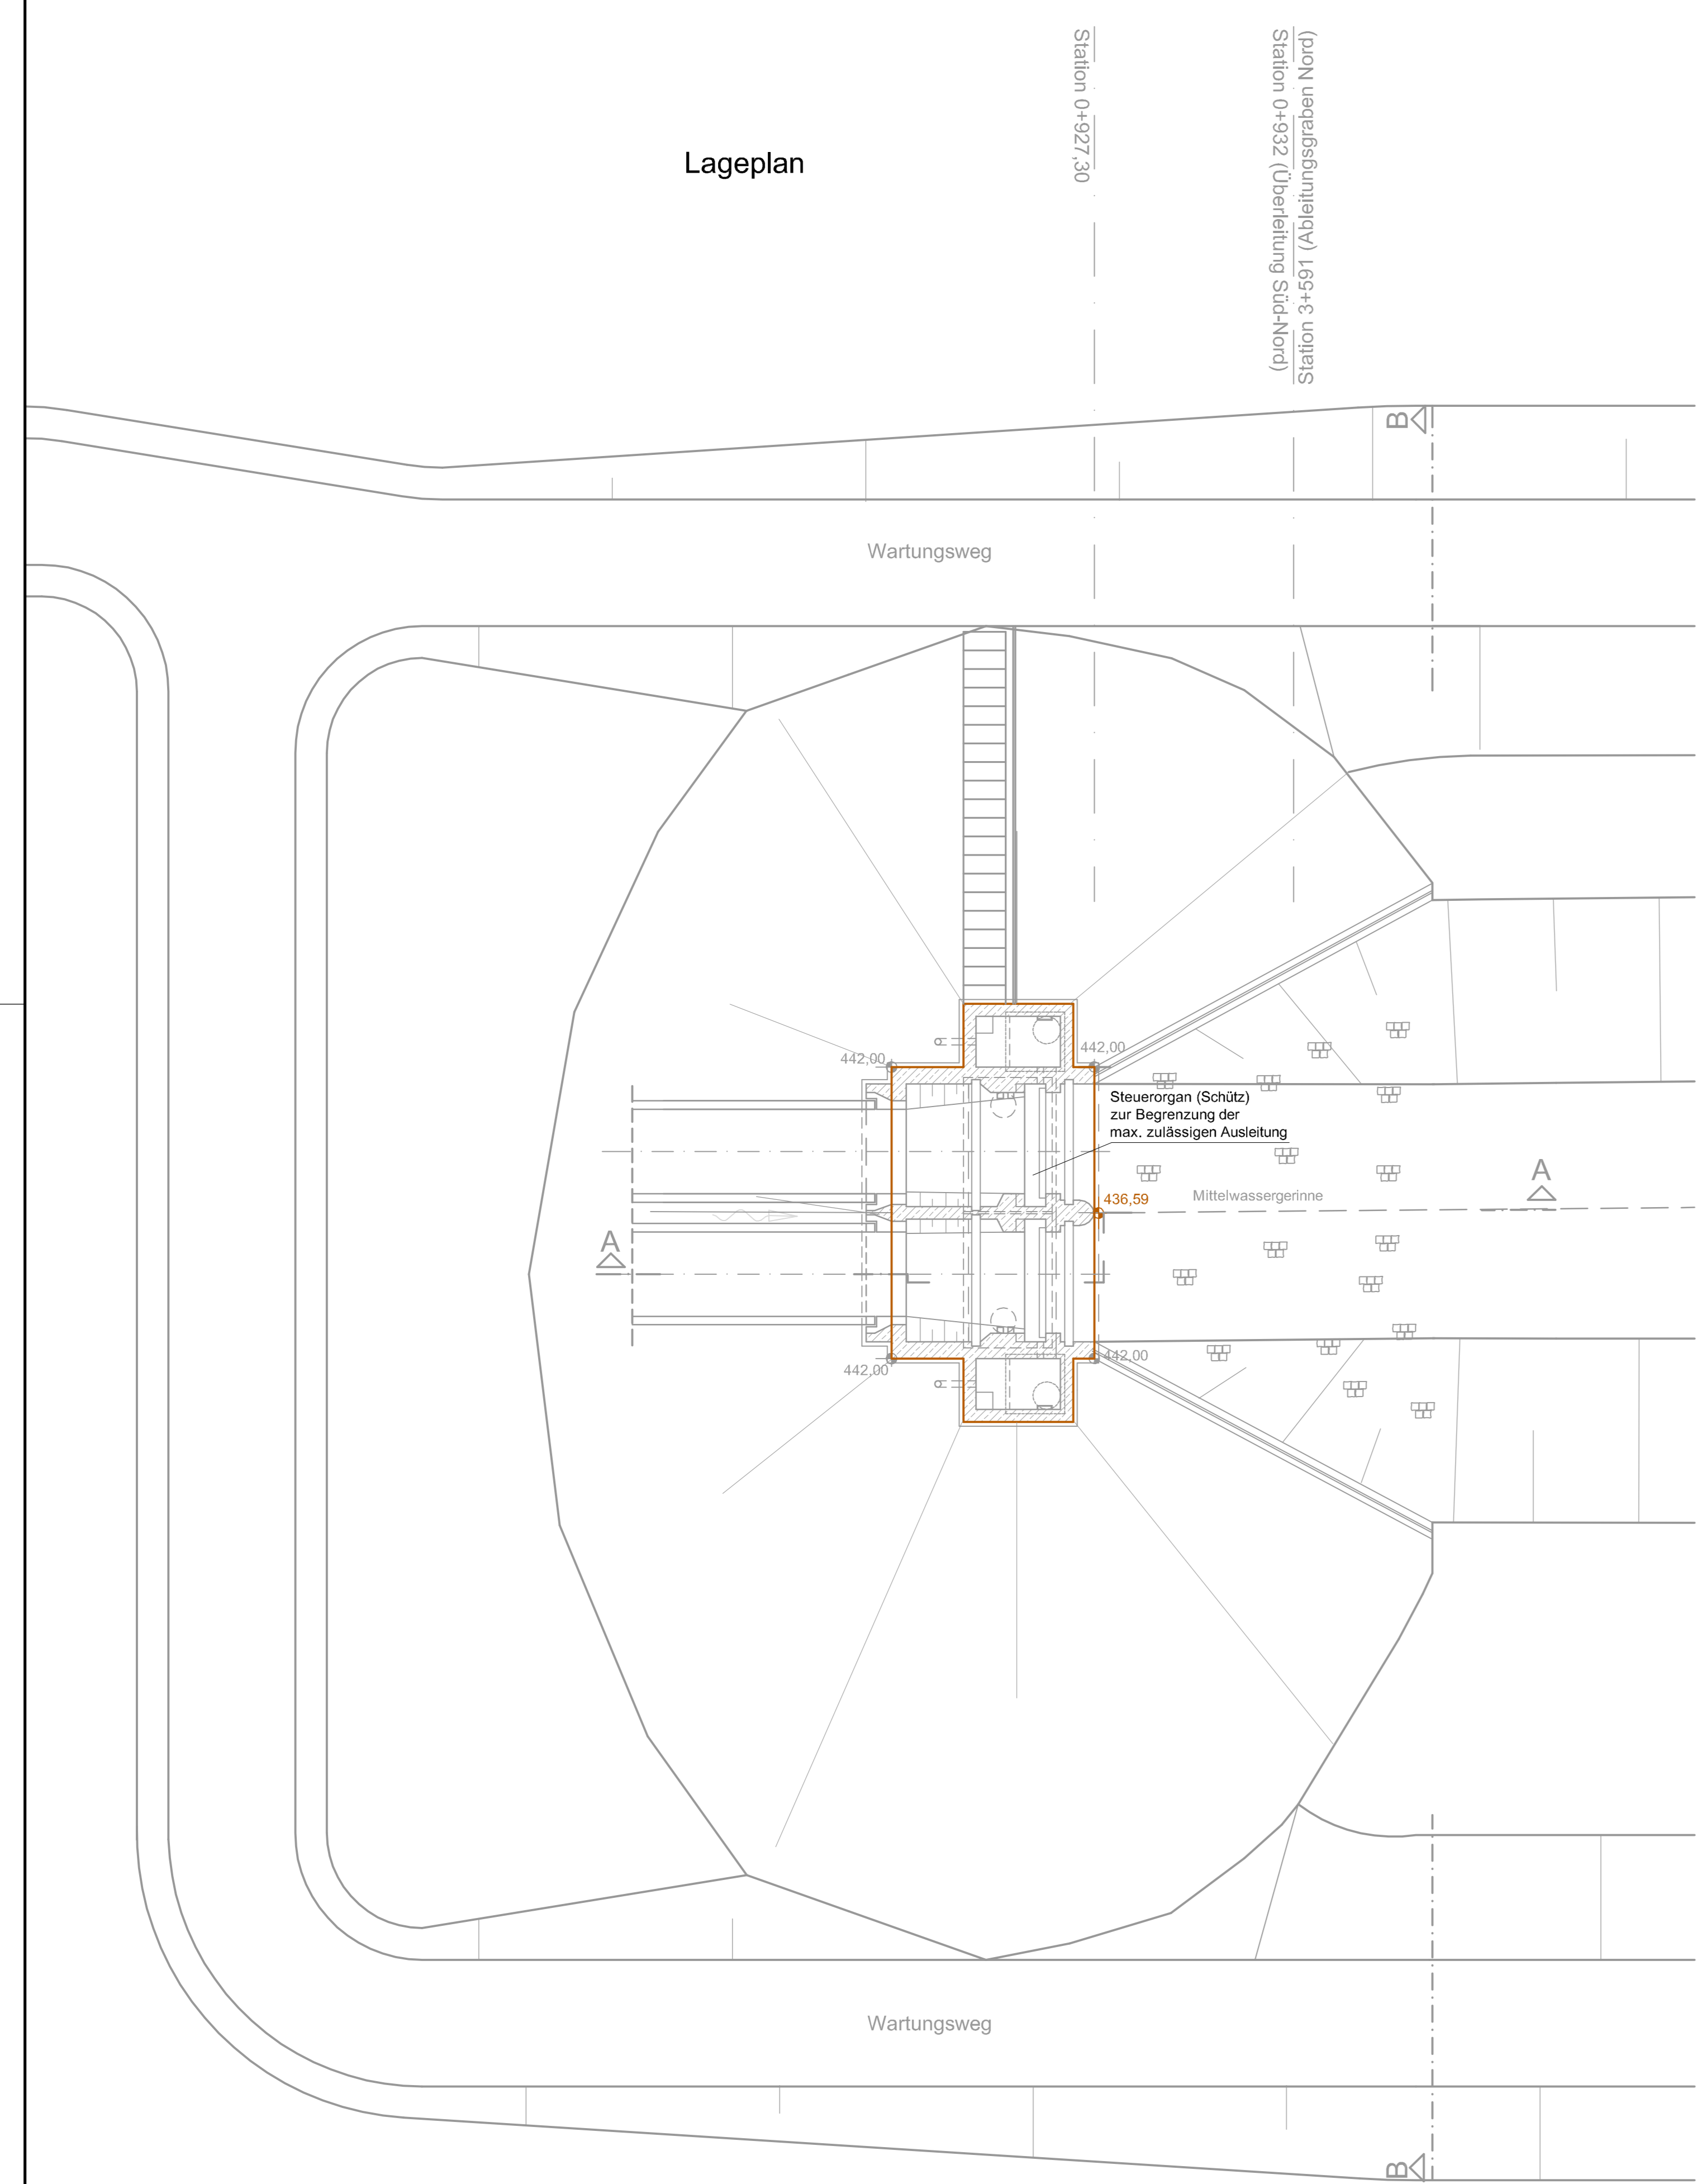 Station 0+927,30
Station 0+932 (Überleitung Süd-Nord)
Station 3+591 (Ableitungsgraben Nord)
Lageplan
B
Wartungsweg
442,00
442,00
Steuerorgan (Schütz)
zur Begrenzung der
max. zulässigen Ausleitung
A
436,59
Mittelwassergerinne
A
442,00
442,00
Wartungsweg
B